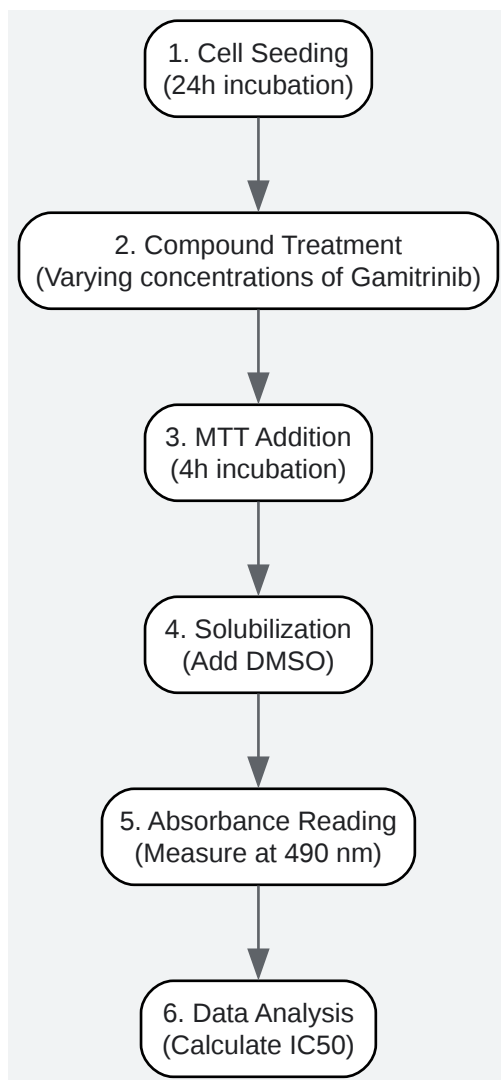 1. Cell Seeding
(24h incubation)
2. Compound Treatment
(Varying concentrations of Gamitrinib)
3. MTT Addition
(4h incubation)
4. Solubilization
(Add DMSO)
5. Absorbance Reading
(Measure at 490 nm)
6. Data Analysis
(Calculate IC50)